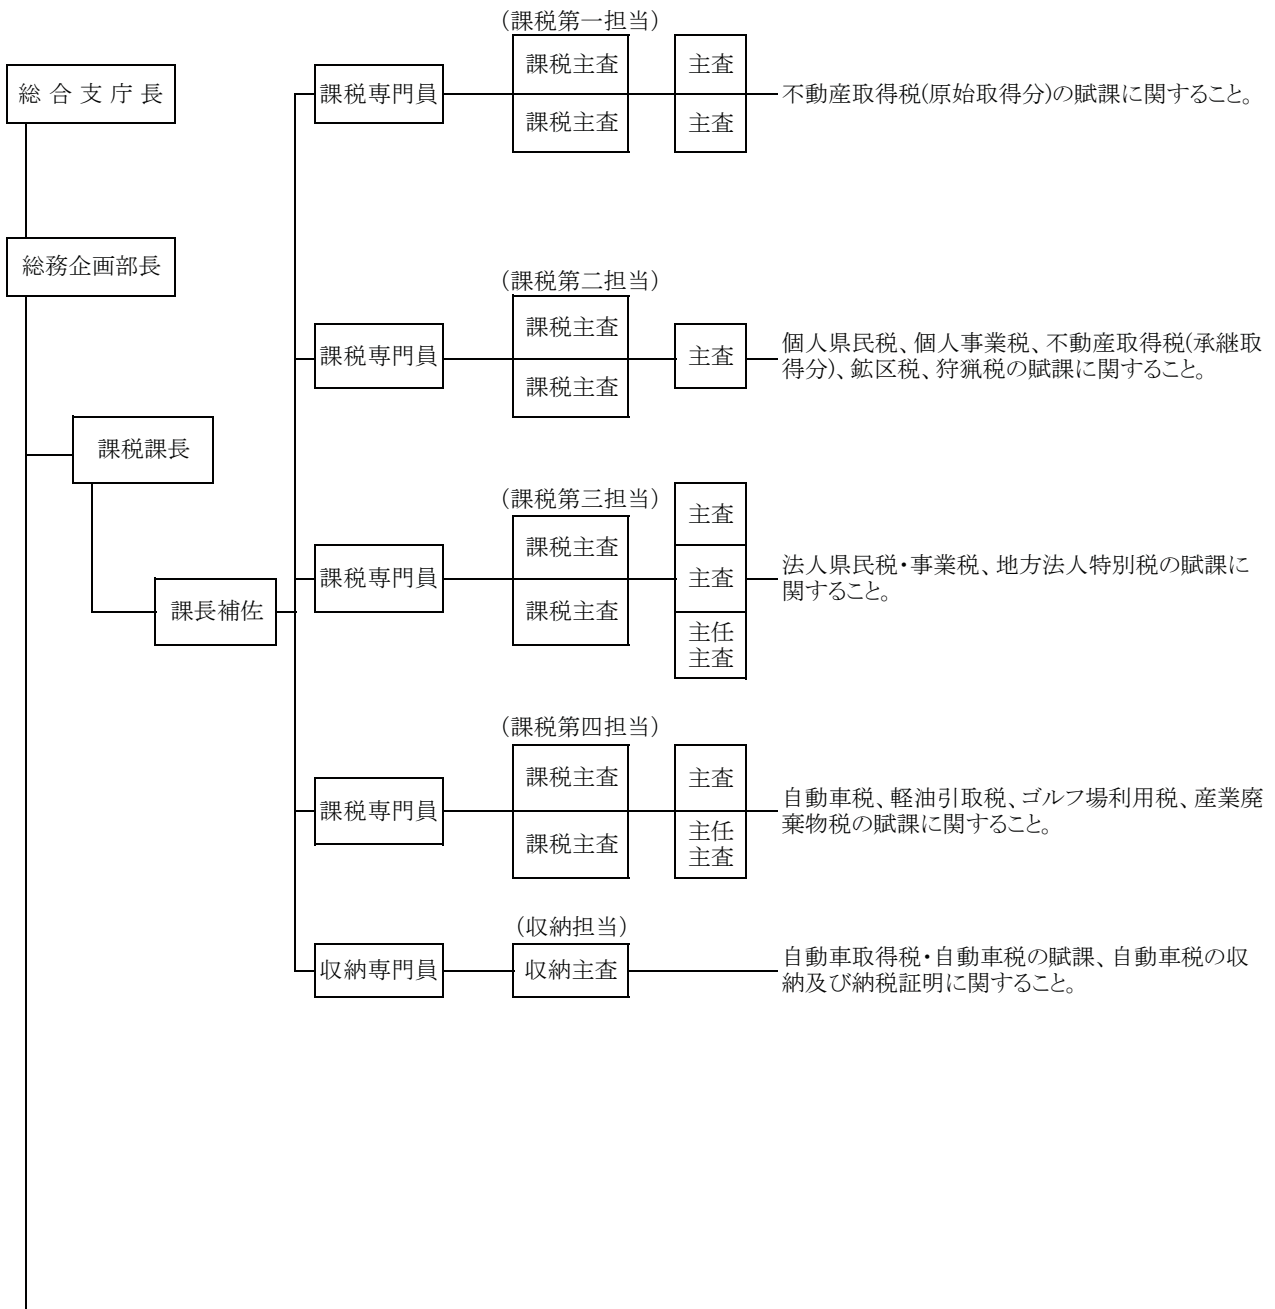 総合支庁長
総務企画部長
課税課長
課長補佐
課税専門員
(課税第一担当)
課税主査
課税主査
主査
主査
不動産取得税(原始取得分)の賦課に関すること。
課税専門員
(課税第二担当)
課税主査
課税主査
主査
個人県民税、個人事業税、不動産取得税(承継取
得分)、鉱区税、狩猟税の賦課に関すること。
課税専門員
(課税第三担当)
課税主査
課税主査
主査
主査
主任
主査
法人県民税・事業税、地方法人特別税の賦課に
関すること。
課税専門員
(課税第四担当)
課税主査
課税主査
主査
主任
主査
自動車税、軽油引取税、ゴルフ場利用税、産業廃
棄物税の賦課に関すること。
収納専門員
(収納担当)
収納主査
自動車取得税・自動車税の賦課、自動車税の収
納及び納税証明に関すること。